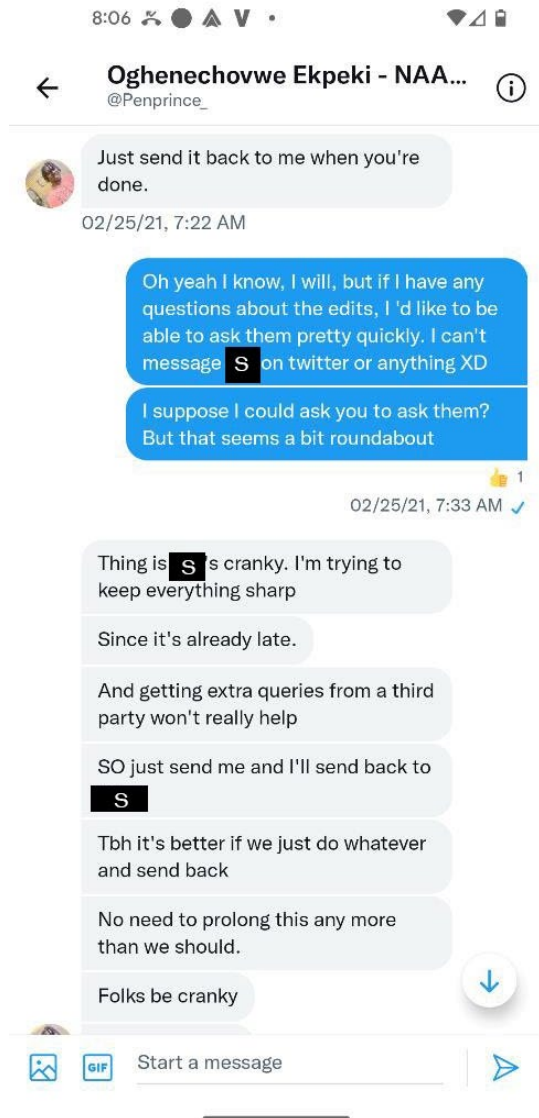 8:06
Oghenechovwe Ekpeki - NAA...
@Penprince_
Just send it back to me when you're
done.
02/25/21, 7:22 AM
Oh yeah I know, I will, but if I have any
questions about the edits, I 'd like to be
able to ask them pretty quickly. I can't
message S on twitter or anything XD
I suppose I could ask you to ask them?
But that seems a bit roundabout
👍 1
02/25/21, 7:33 AM
Thing is S's cranky. I'm trying to
keep everything sharp
Since it's already late.
And getting extra queries from a third
party won't really help
SO just send me and I'll send back to
S
Tbh it's better if we just do whatever
and send back
No need to prolong this any more
than we should.
Folks be cranky
GIF
Start a message